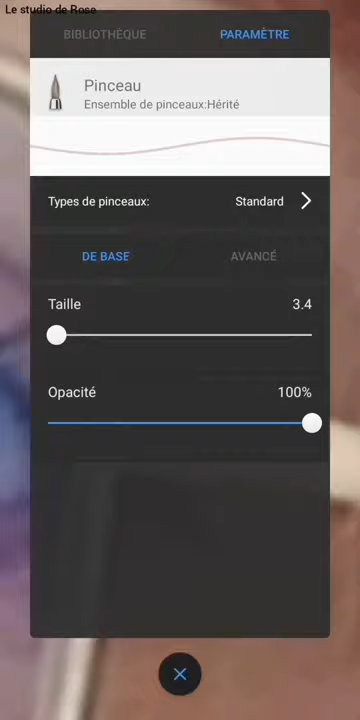 Le studio de Rose
BIBLIOTHÈQUE PARAMÈTRE
Pinceau
Ensemble de pinceaux:Hérité
Types de pinceaux: Standard
DE BASE AVANCÉ
Taille 3.4
Opacité 100%